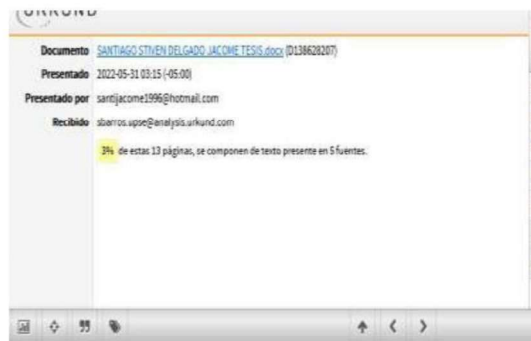 URKUND
Documento SANTIAGO STIVEN DELGADO JACOME TESIS.docx (D138628207)
Presentado 2022-05-31 03:15 (-05:00)
Presentado por santijacome1996@hotmail.com
Recibido sbarros.upse@analysis.urkund.com
3% de estas 13 páginas, se componen de texto presente en 5 fuentes.